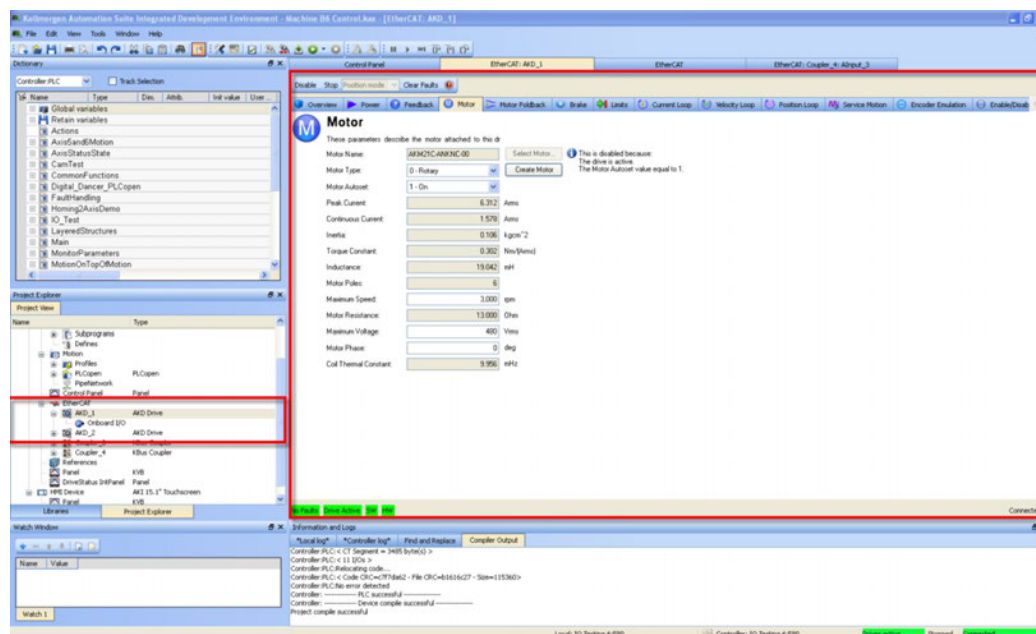 Kollmorgen Automation Suite Integrated Development Environment - Machine D6 Control.kax - [EtherCAT: AKD_1]
File Edit View Tools Window Help
Dictionary
Control Panel EtherCAT: AKD_1 EtherCAT EtherCAT: Coupler_4: AInput_3
Controller:PLC Track Selection
Disable Stop Position mode Clear Faults
Name Type Dim. Attrib. Init value User ...
Overview Power Feedback Motor Motor Foldback Brake Limits Current Loop Velocity Loop Position Loop Service Motion Encoder Emulation Enable/Disab
Global variables
Retain variables
Actions
Axis5and6Motion
AxisStatusState
CamTest
CommonFunctions
Digital_Dancer_PLCopen
FaultHandling
Homing2AxisDemo
IO_Test
LayeredStructures
Main
MonitorParameters
MotionOnTopOfMotion
Motor
These parameters describe the motor attached to this dr
Motor Name: AKM21C-ANKNC-00 Select Motor... This is disabled because:
The drive is active.
The Motor Autoset value equal to 1.
Motor Type: 0 - Rotary Create Motor
Motor Autoset: 1 - On
Peak Current: 6.312 Arms
Continuous Current: 1.578 Arms
Inertia: 0.106 kgcm^2
Torque Constant: 0.302 Nm/(Arms)
Inductance: 19.042 mH
Motor Poles: 6
Maximum Speed: 3,000 rpm
Motor Resistance: 13.000 Ohm
Maximum Voltage: 480 Vrms
Motor Phase: 0 deg
Coil Thermal Constant: 9.956 mHz
Project Explorer
Project View
Name Type
Subprograms
Defines
Motion
Profiles
PLCopen PLCopen
PipeNetwork
Control Panel Panel
EtherCAT
AKD_1 AKD Drive
Onboard I/O
AKD_2 AKD Drive
Coupler_3 KBus Coupler
Coupler_4 KBus Coupler
References
Panel KVB
DriveStatus IntPanel Panel
HMI Device AKI 15.1" Touchscreen
Panel KVB
Libraries Project Explorer
No Faults Drive Active SW HW
Connecte
Watch Window
Name Value
Watch 1
Information and Logs
*Local log* *Controller log* Find and Replace Compiler Output
Controller:PLC:< CT Segment = 3485 byte(s) >
Controller:PLC:< 11 I/Os >
Controller:PLC:Relocating code...
Controller:PLC:< Code CRC=c7f7da62 - File CRC=b1616c27 - Size=115360>
Controller:PLC:No error detected
Controller: ------------- PLC successful -------------
Controller: ------------- Device compile successful -------------
Project compile successful